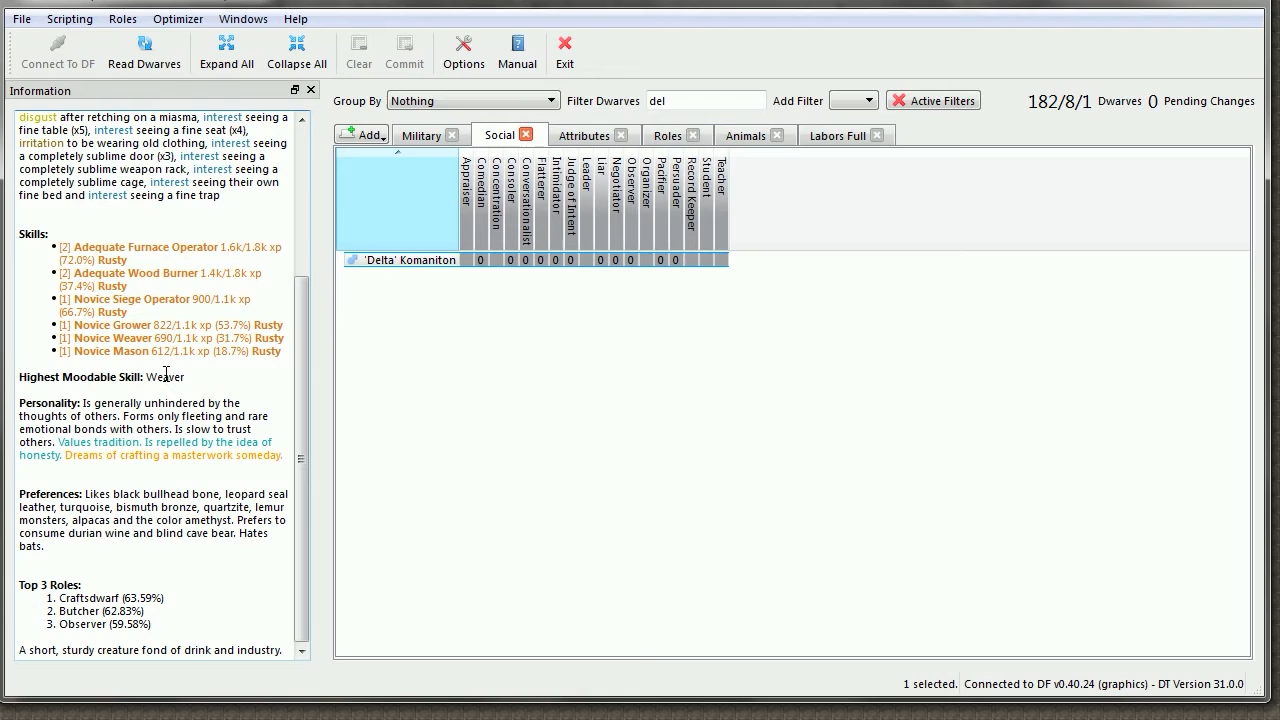 File Scripting Roles Optimizer Windows Help
Connect To DF Read Dwarves Expand All Collapse All Clear Commit Options Manual Exit
Information
Group By Nothing Filter Dwarves del Add Filter Active Filters 182/8/1 Dwarves 0 Pending Changes
Add... Military Social Attributes Roles Animals Labors Full
disgust after retching on a miasma, interest seeing a
fine table (x5), interest seeing a fine seat (x4),
irritation to be wearing old clothing, interest seeing
a completely sublime door (x3), interest seeing a
completely sublime weapon rack, interest seeing a
completely sublime cage, interest seeing their own
fine bed and interest seeing a fine trap
Skills:
• [2] Adequate Furnace Operator 1.6k/1.8k xp
(72.0%) Rusty
• [2] Adequate Wood Burner 1.4k/1.8k xp
(37.4%) Rusty
• [1] Novice Siege Operator 900/1.1k xp
(66.7%) Rusty
• [1] Novice Grower 822/1.1k xp (53.7%) Rusty
• [1] Novice Weaver 690/1.1k xp (31.7%) Rusty
• [1] Novice Mason 612/1.1k xp (18.7%) Rusty
Highest Moodable Skill: Weaver
Personality: Is generally unhindered by the
thoughts of others. Forms only fleeting and rare
emotional bonds with others. Is slow to trust
others. Values tradition. Is repelled by the idea of
honesty. Dreams of crafting a masterwork someday.
Preferences: Likes black bullhead bone, leopard seal
leather, turquoise, bismuth bronze, quartzite, lemur
monsters, alpacas and the color amethyst. Prefers to
consume durian wine and blind cave bear. Hates
bats.
Top 3 Roles:
1. Craftsdwarf (63.59%)
2. Butcher (62.83%)
3. Observer (59.58%)
A short, sturdy creature fond of drink and industry.
Appraiser
Comedian
Concentration
Consoler
Conversationalist
Flatterer
Intimidator
Judge of Intent
Leader
Liar
Negotiator
Observer
Organizer
Pacifier
Persuader
Record Keeper
Student
Teacher
'Delta' Komaniton 0 0 0 0 0 0 0 0 0 0 0
1 selected. Connected to DF v0.40.24 (graphics) - DT Version 31.0.0